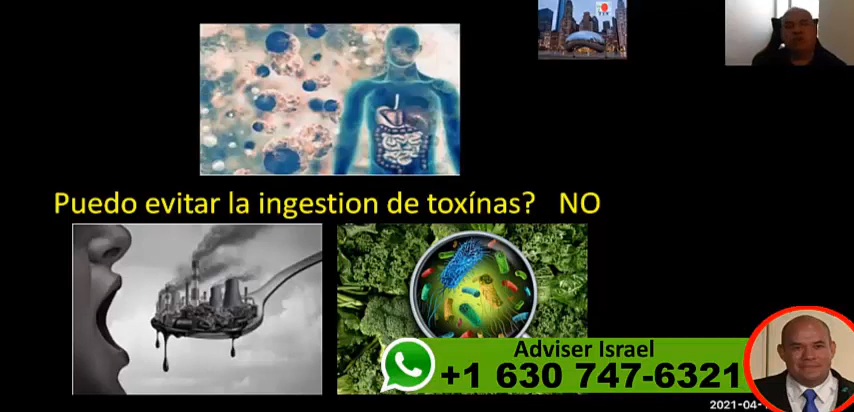 Puedo evitar la ingestion de toxínas?   NO
Adviser Israel
+1 630 747-6321
2021-04-